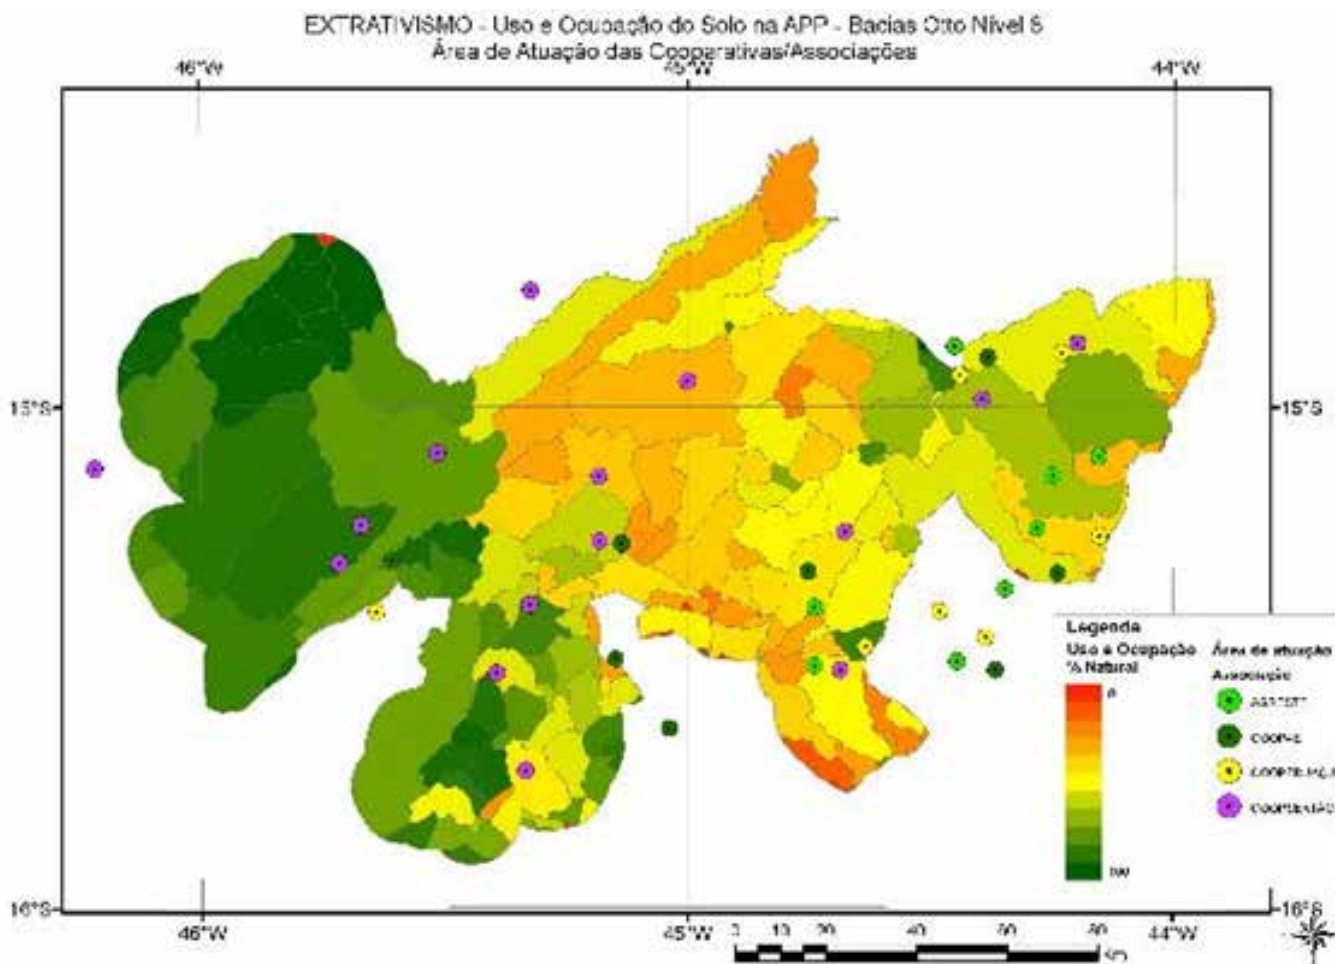 EXTRATIVISMO - Uso e Ocupação do Solo na APP - Bacias Otto Nível 6
Área de Atuação das Cooperativas/Associações
46°W 45°W 44°W
15°S 15°S
Legenda
Uso e Ocupação
% Natural
0
100
Área de atuação
Associação
16°S 16°S
46°W 45°W 44°W
0 10 20 40 60 80